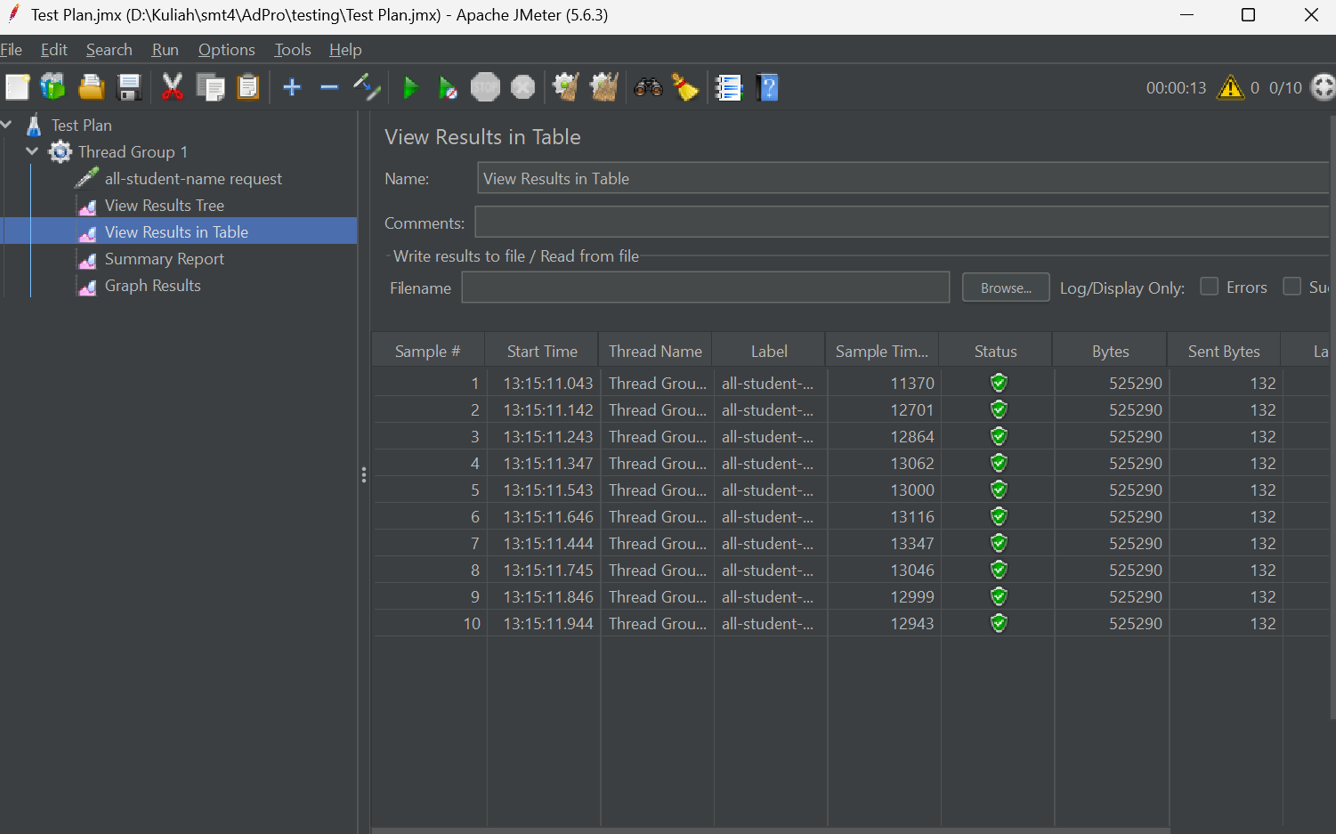 Test Plan.jmx (D:\Kuliah\smt4\AdPro\testing\Test Plan.jmx) - Apache JMeter (5.6.3)
File Edit Search Run Options Tools Help
STOP 00:00:13 0 0/10
Test Plan
Thread Group 1
all-student-name request
View Results Tree
View Results in Table
Summary Report
Graph Results
View Results in Table
Name: View Results in Table
Comments:
Write results to file / Read from file
Filename Browse... Log/Display Only: Errors Su
Sample # Start Time Thread Name Label Sample Tim... Status Bytes Sent Bytes La
1 13:15:11.043 Thread Grou... all-student-... 11370 525290 132
2 13:15:11.142 Thread Grou... all-student-... 12701 525290 132
3 13:15:11.243 Thread Grou... all-student-... 12864 525290 132
4 13:15:11.347 Thread Grou... all-student-... 13062 525290 132
5 13:15:11.543 Thread Grou... all-student-... 13000 525290 132
6 13:15:11.646 Thread Grou... all-student-... 13116 525290 132
7 13:15:11.444 Thread Grou... all-student-... 13347 525290 132
8 13:15:11.745 Thread Grou... all-student-... 13046 525290 132
9 13:15:11.846 Thread Grou... all-student-... 12999 525290 132
10 13:15:11.944 Thread Grou... all-student-... 12943 525290 132